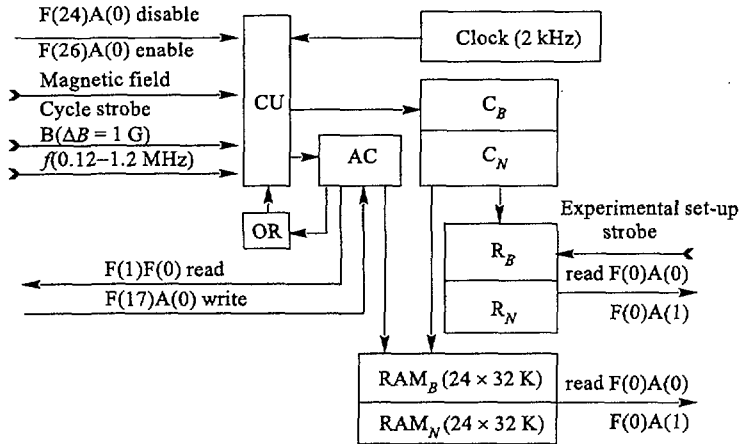 F(24)A(0) disable
F(26)A(0) enable
Magnetic field
Cycle strobe
B(ΔB = 1 G)
f(0.12–1.2 MHz)
CU
Clock (2 kHz)
C_B
C_N
AC
OR
F(1)F(0) read
F(17)A(0) write
Experimental set-up
strobe
R_B
R_N
read F(0)A(0)
F(0)A(1)
RAM_B (24 × 32 K)
RAM_N (24 × 32 K)
read F(0)A(0)
F(0)A(1)